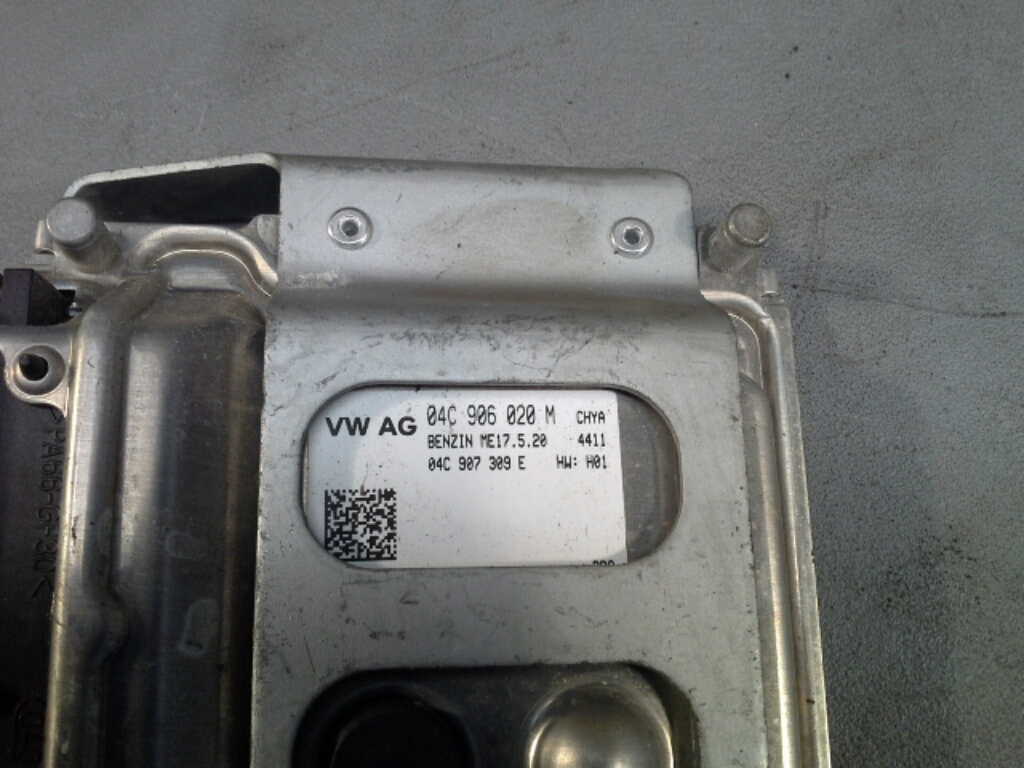 VW AG 04C 906 020 M CHYA
BENZIN ME17.5.20 4411
04C 907 309 E HW: H01